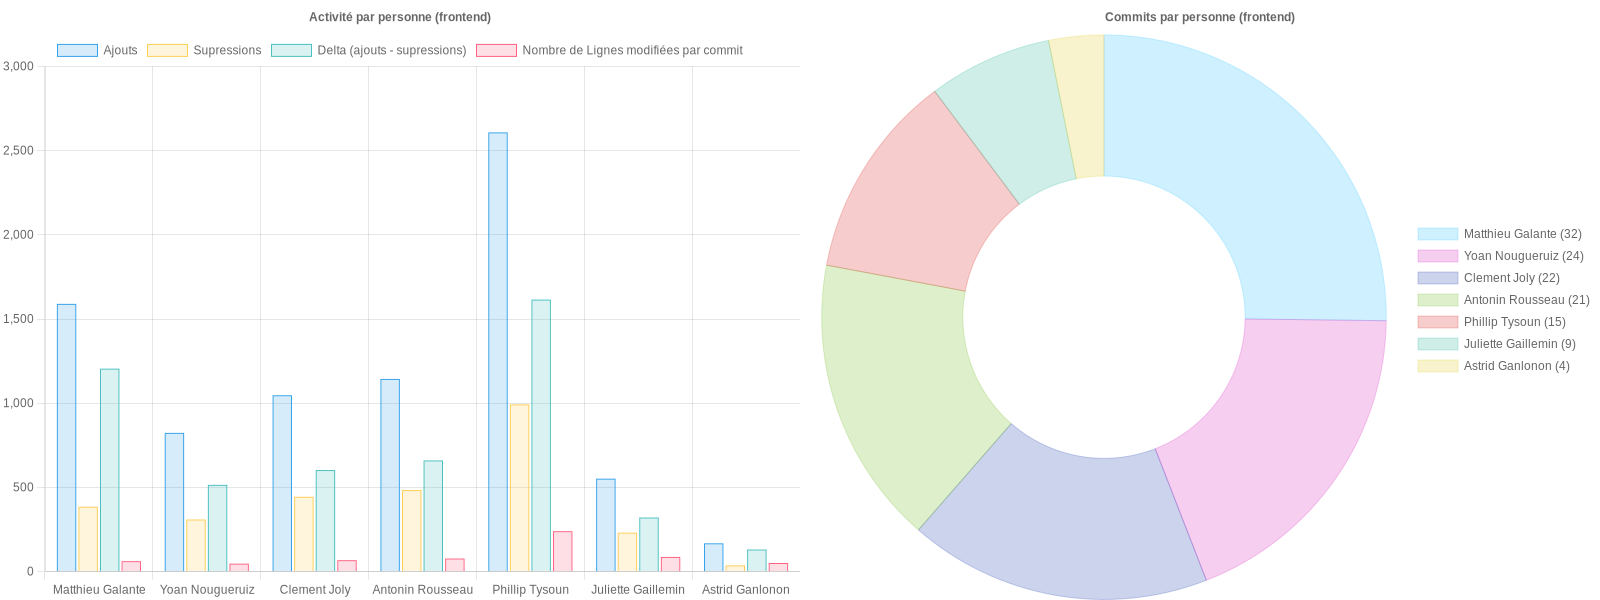 Activité par personne (frontend)
Ajouts Supressions Delta (ajouts - supressions) Nombre de Lignes modifiées par commit
3,000
2,500
2,000
1,500
1,000
500
0
Matthieu Galante Yoan Nougueruiz Clement Joly Antonin Rousseau Phillip Tysoun Juliette Gaillemin Astrid Ganlonon
Commits par personne (frontend)
Matthieu Galante (32)
Yoan Nougueruiz (24)
Clement Joly (22)
Antonin Rousseau (21)
Phillip Tysoun (15)
Juliette Gaillemin (9)
Astrid Ganlonon (4)